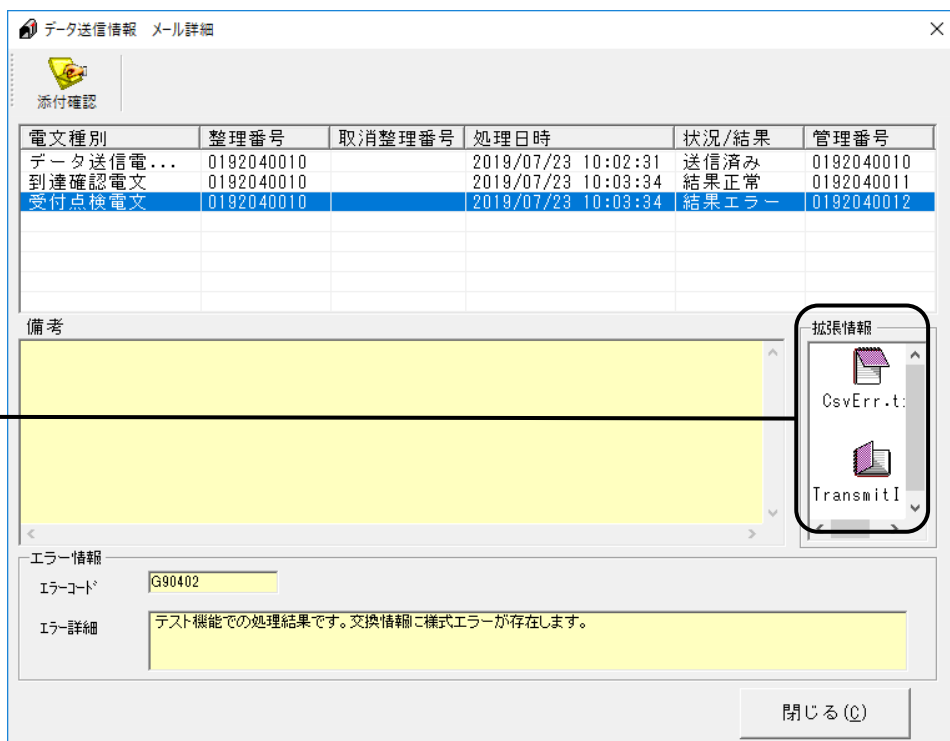 データ送信情報 メール詳細
添付確認
電文種別 整理番号 取消整理番号 処理日時 状況/結果 管理番号
データ送信電... 0192040010 2019/07/23 10:02:31 送信済み 0192040010
到達確認電文 0192040010 2019/07/23 10:03:34 結果正常 0192040011
受付点検電文 0192040010 2019/07/23 10:03:34 結果エラー 0192040012
備考
拡張情報
CsvErr.t
TransmitI
エラー情報
エラーコード G90402
エラー詳細 テスト機能での処理結果です。交換情報に様式エラーが存在します。
閉じる(C)